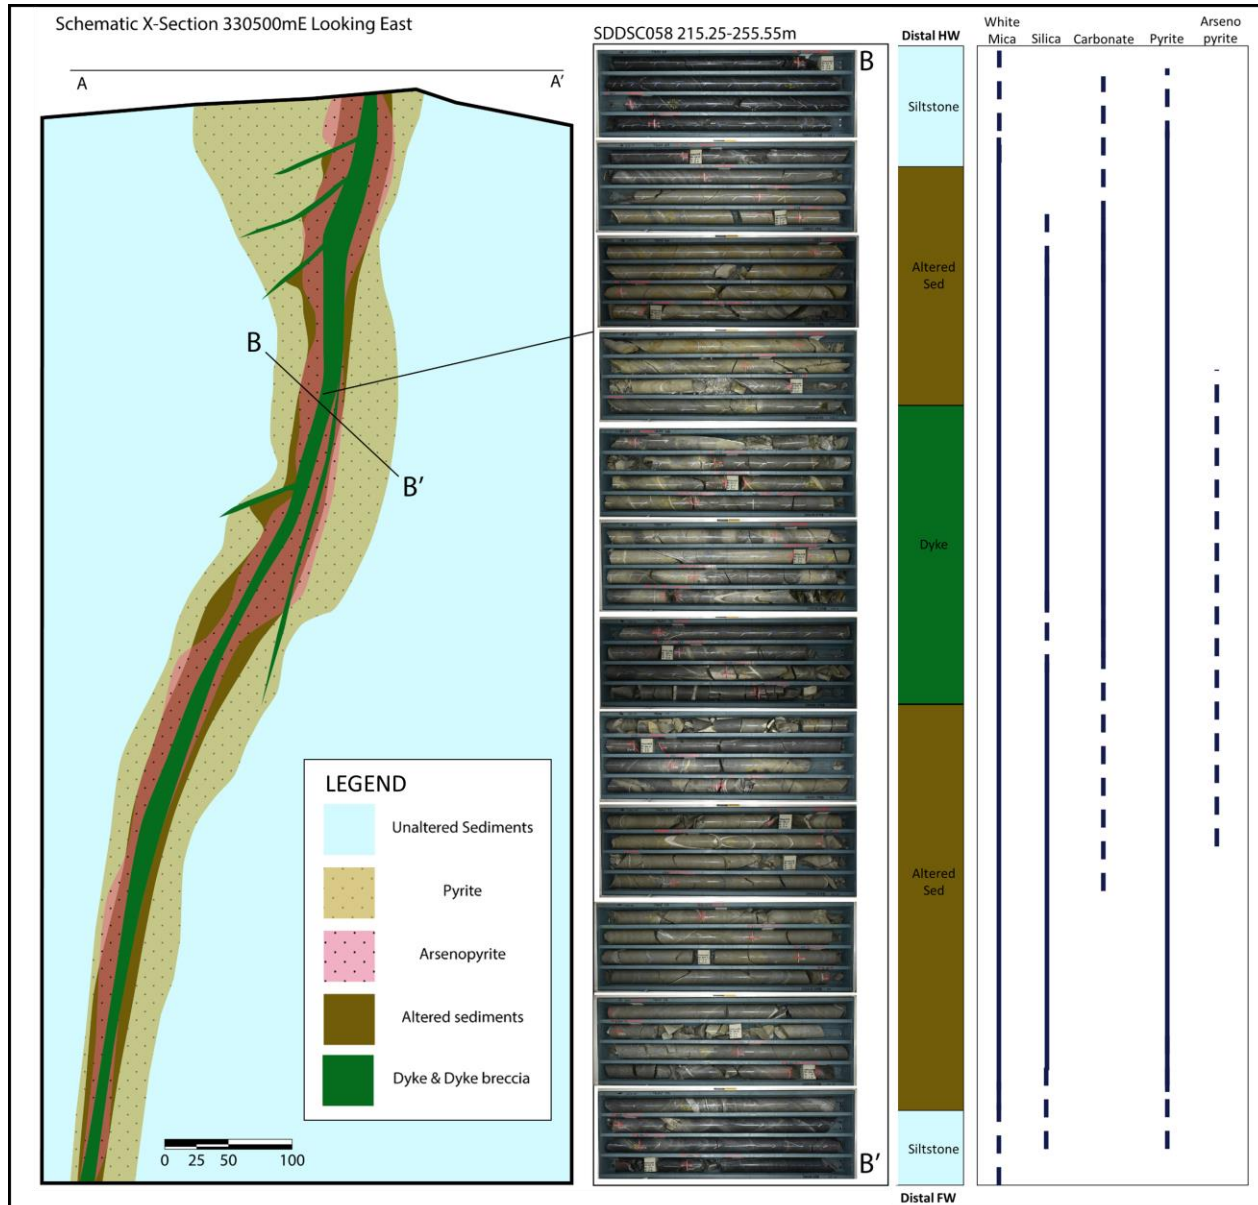 Schematic X-Section 330500mE Looking East
A
A'
B
B'
LEGEND
Unaltered Sediments
Pyrite
Arsenopyrite
Altered sediments
Dyke & Dyke breccia
0 25 50 100
SDDSC058 215.25-255.55m
B
B'
Distal HW
Siltstone
Altered
Sed
Dyke
Altered
Sed
Siltstone
Distal FW
White
Mica
Silica
Carbonate
Pyrite
Arseno
pyrite